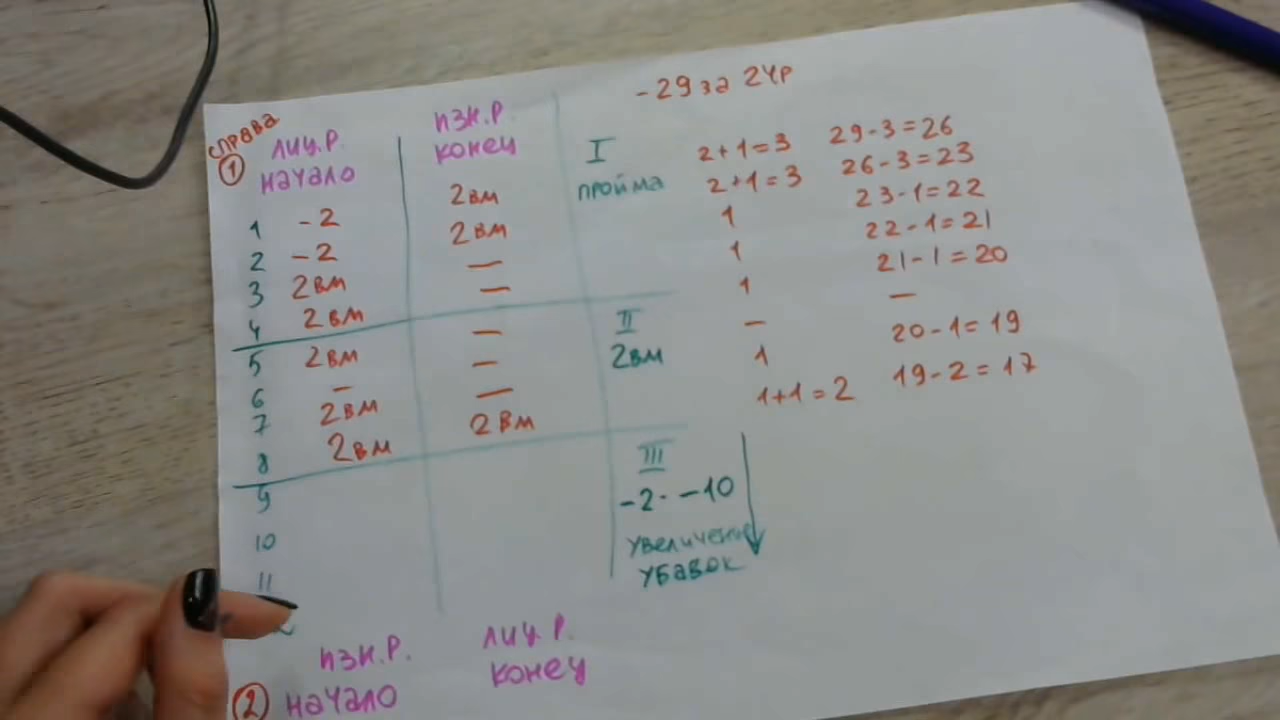 -29 за 24Р
СПРАВА
① ЛИЦ.Р. НАЧАЛО
ИЗН.Р. КОНЕЦ
I
пройма
2+1=3 29-3=26
2+1=3 26-3=23
1 23-1=22
1 22-1=21
1 21-1=20
— —
1 20-1=19
1+1=2 19-2=17
1 -2 2вм
2 -2 2вм
3 2вм —
4 2вм —
5 2вм —
6 — —
7 2вм —
8 2вм 2вм
9
10
11
II
2вм
III
-2· -10
увеличение
убавок
② ИЗН.Р. НАЧАЛО
ЛИЦ.Р. КОНЕЦ